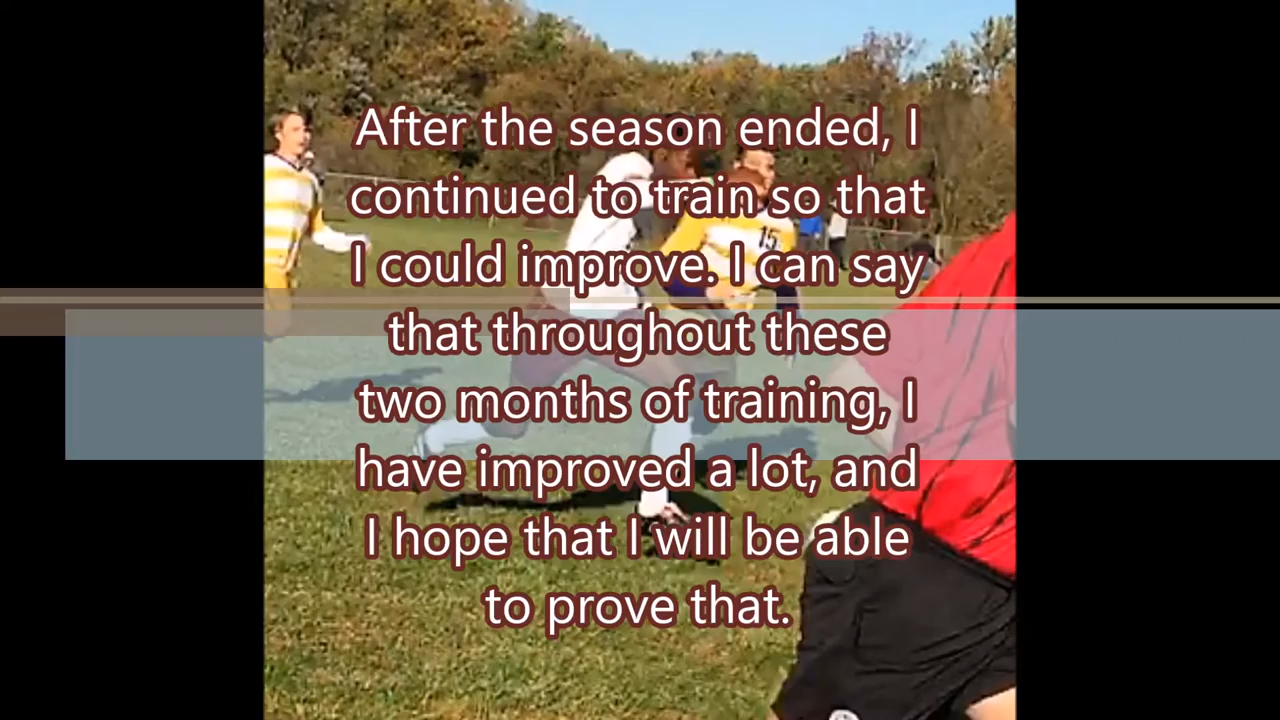 After the season ended, I
continued to train so that
I could improve. I can say
that throughout these
two months of training, I
have improved a lot, and
I hope that I will be able
to prove that.
15